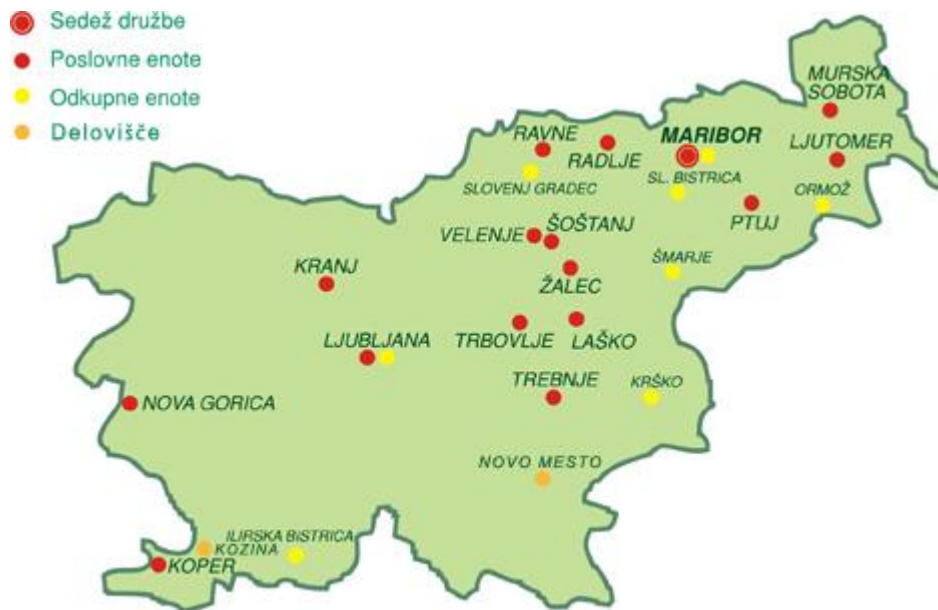 Sedež družbe
Poslovne enote
Odkupne enote
Delovišče
MURSKA
SOBOTA
RAVNE
RADLJE
MARIBOR
LJUTOMER
SLOVENJ GRADEC
SL. BISTRICA
ORMOŽ
PTUJ
VELENJE
ŠOŠTANJ
ŠMARJE
KRANJ
ŽALEC
LJUBLJANA
TRBOVLJE
LAŠKO
TREBNJE
KRŠKO
NOVA GORICA
NOVO MESTO
ILIRSKA BISTRICA
KOZINA
KOPER